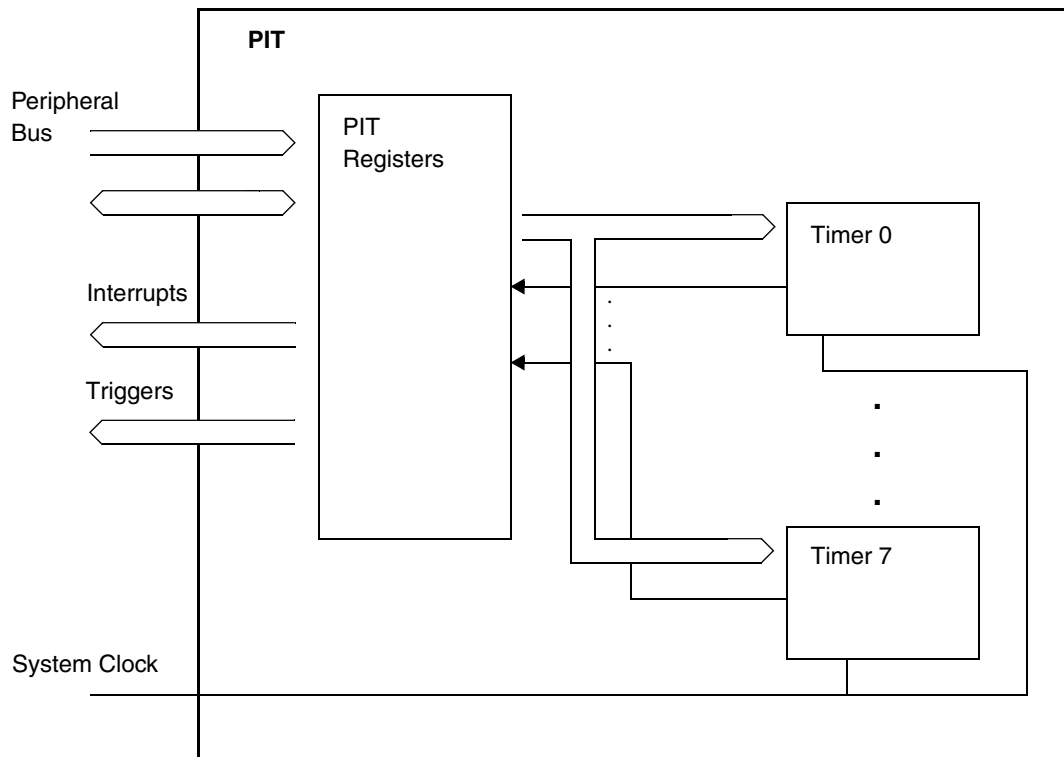 PIT
Peripheral
Bus
PIT
Registers
Timer 0
Interrupts
Triggers
Timer 7
System Clock